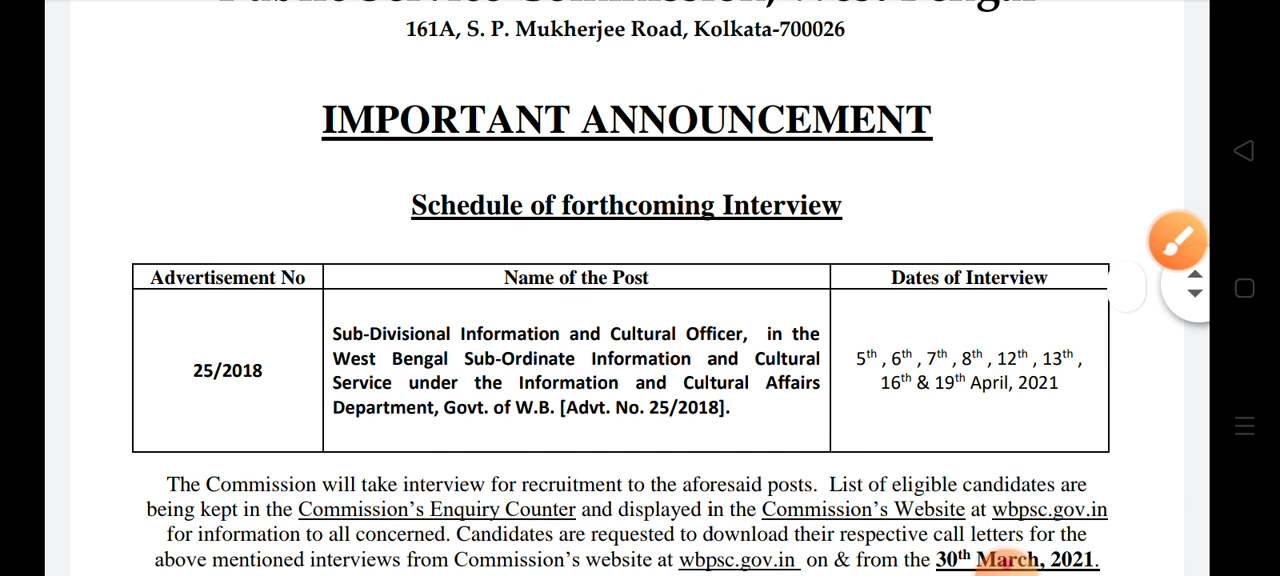 Public Service Commission, West Bengal
161A, S. P. Mukherjee Road, Kolkata-700026
IMPORTANT ANNOUNCEMENT
Schedule of forthcoming Interview
Advertisement No
Name of the Post
Dates of Interview
25/2018
Sub-Divisional Information and Cultural Officer, in the
West Bengal Sub-Ordinate Information and Cultural
Service under the Information and Cultural Affairs
Department, Govt. of W.B. [Advt. No. 25/2018].
5th , 6th , 7th , 8th , 12th , 13th ,
16th & 19th April, 2021
The Commission will take interview for recruitment to the aforesaid posts. List of eligible candidates are
being kept in the Commission's Enquiry Counter and displayed in the Commission's Website at wbpsc.gov.in
for information to all concerned. Candidates are requested to download their respective call letters for the
above mentioned interviews from Commission's website at wbpsc.gov.in on & from the 30th March, 2021.